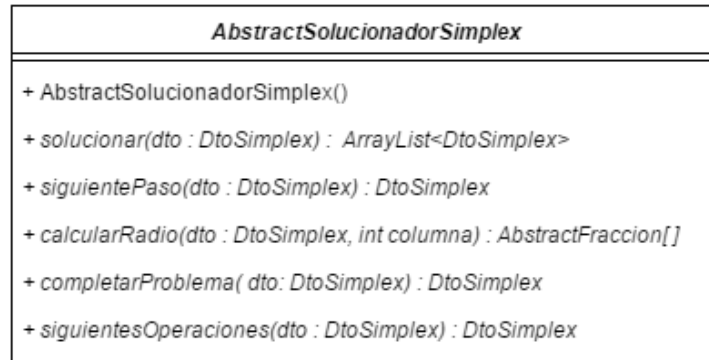 AbstractSolucionadorSimplex
+ AbstractSolucionadorSimplex()
+ solucionar(dto : DtoSimplex) : ArrayList<DtoSimplex>
+ siguientePaso(dto : DtoSimplex) : DtoSimplex
+ calcularRadio(dto : DtoSimplex, int columna) : AbstractFraccion[]
+ completarProblema( dto: DtoSimplex) : DtoSimplex
+ siguientesOperaciones(dto : DtoSimplex) : DtoSimplex